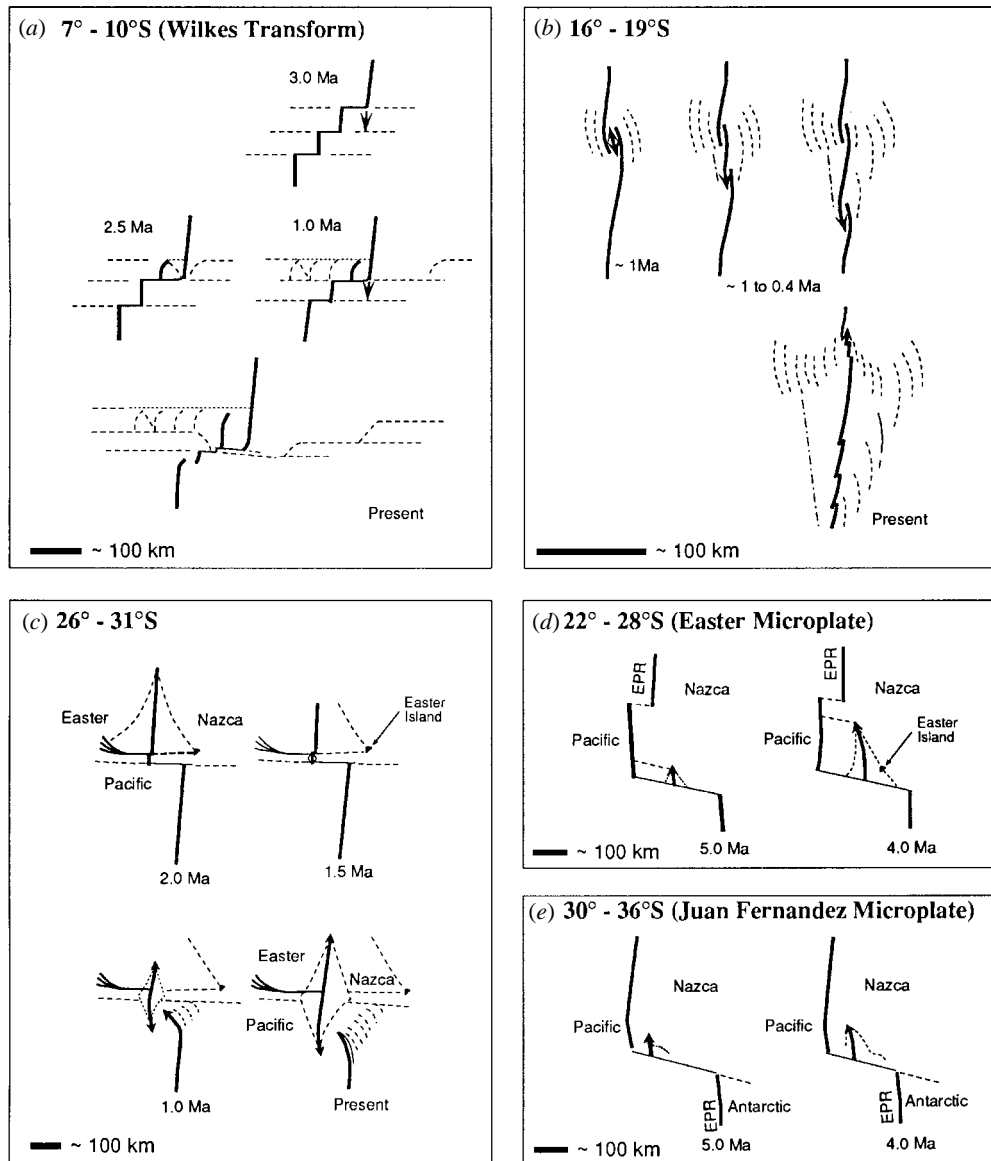 (a) 7° - 10°S (Wilkes Transform)
3.0 Ma
2.5 Ma
1.0 Ma
Present
~ 100 km
(b) 16° - 19°S
~ 1Ma
~ 1 to 0.4 Ma
Present
~ 100 km
(c) 26° - 31°S
Easter
Nazca
Pacific
2.0 Ma
Easter
Island
1.5 Ma
1.0 Ma
Easter
Nazca
Pacific
Present
~ 100 km
(d) 22° - 28°S (Easter Microplate)
EPR
Nazca
Pacific
5.0 Ma
EPR
Nazca
Pacific
Easter
Island
4.0 Ma
~ 100 km
(e) 30° - 36°S (Juan Fernandez Microplate)
Nazca
Pacific
EPR
Antarctic
5.0 Ma
Nazca
Pacific
EPR
Antarctic
4.0 Ma
~ 100 km